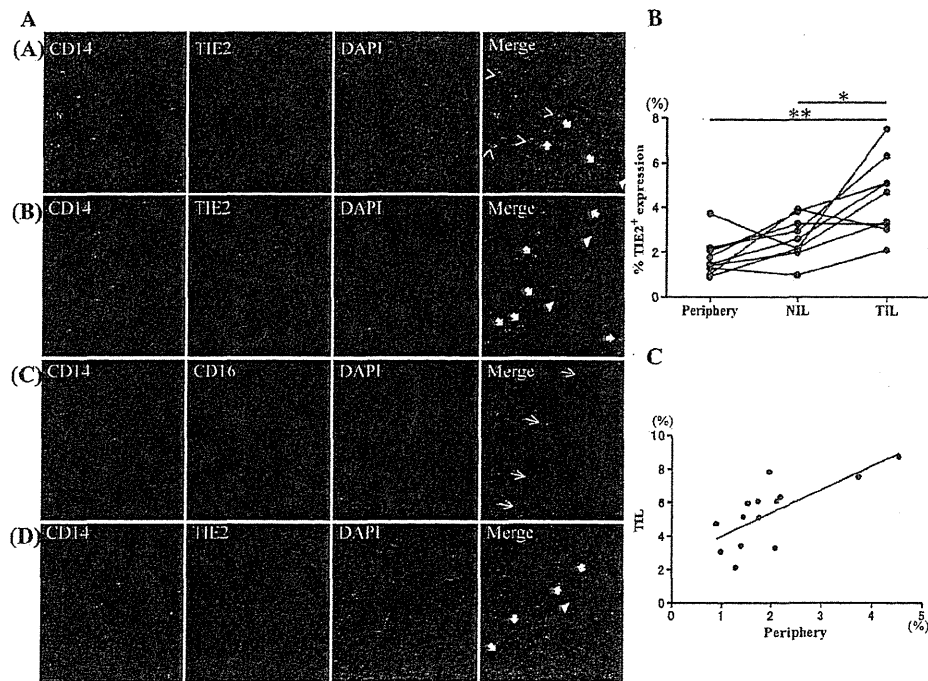 A
(A)
CD14
TIE2
DAPI
Merge
(B)
CD14
TIE2
DAPI
Merge
(C)
CD14
CD16
DAPI
Merge
(D)
CD14
TIE2
DAPI
Merge
B
(%)
*
**
8
6
4
2
0
% TIE2+ expression
Periphery
NIL
TIL
C
(%)
10
8
6
4
2
0
TIL
0
1
2
3
4
5
Periphery
(%)